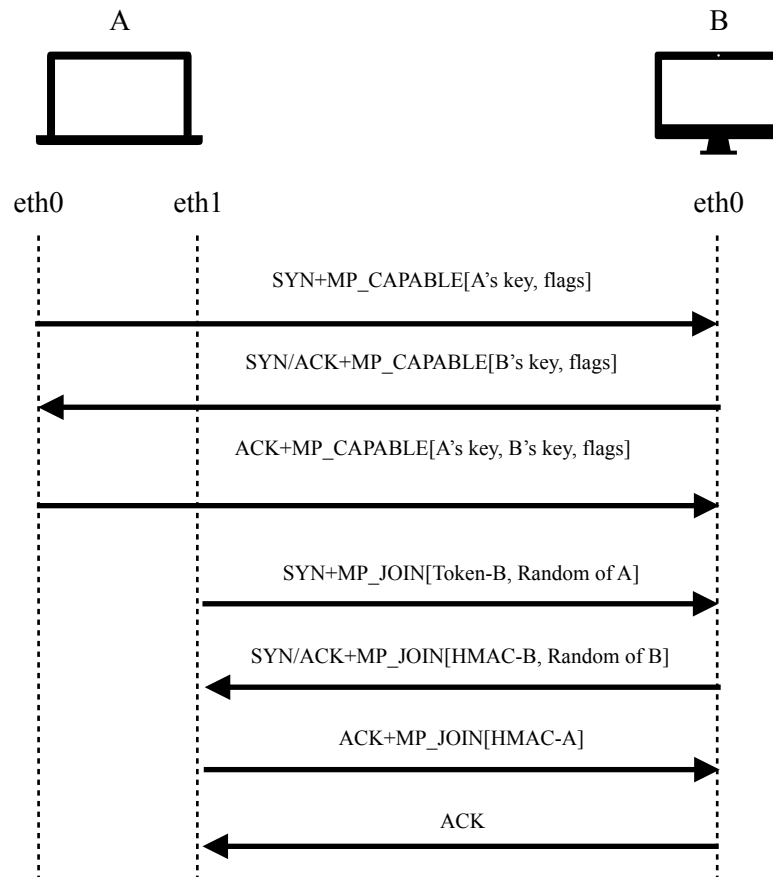 A
B
eth0
eth1
eth0
SYN+MP_CAPABLE[A’s key, flags]
SYN/ACK+MP_CAPABLE[B’s key, flags]
ACK+MP_CAPABLE[A’s key, B’s key, flags]
SYN+MP_JOIN[Token-B, Random of A]
SYN/ACK+MP_JOIN[HMAC-B, Random of B]
ACK+MP_JOIN[HMAC-A]
ACK